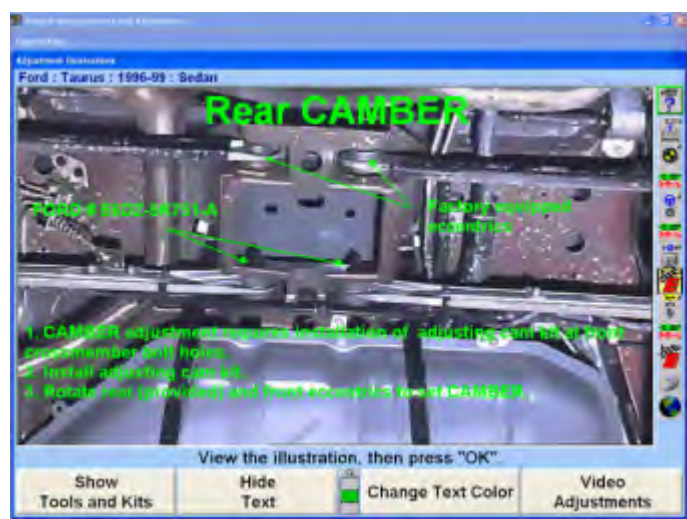 Adjustment Illustration
Ford : Taurus : 1996-99 : Sedan
Rear CAMBER
Factory equipped
eccentrics
1. CAMBER adjustment requires installation of adjusting cam kit at front
crossmember bolt holes.
2. Install adjusting cam kit.
3. Rotate rear (provided) and front eccentrics to set CAMBER.
View the illustration, then press "OK"
Show
Tools and Kits
Hide
Text
Change Text Color
Video
Adjustments